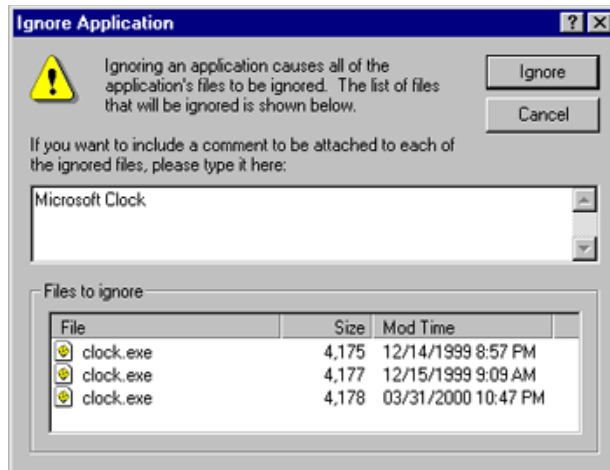 Ignore Application
Ignoring an application causes all of the
application's files to be ignored. The list of files
that will be ignored is shown below.
Ignore
Cancel
If you want to include a comment to be attached to each of
the ignored files, please type it here:
Microsoft Clock
Files to ignore
File Size Mod Time
clock.exe 4,175 12/14/1999 8:57 PM
clock.exe 4,177 12/15/1999 9:09 AM
clock.exe 4,178 03/31/2000 10:47 PM